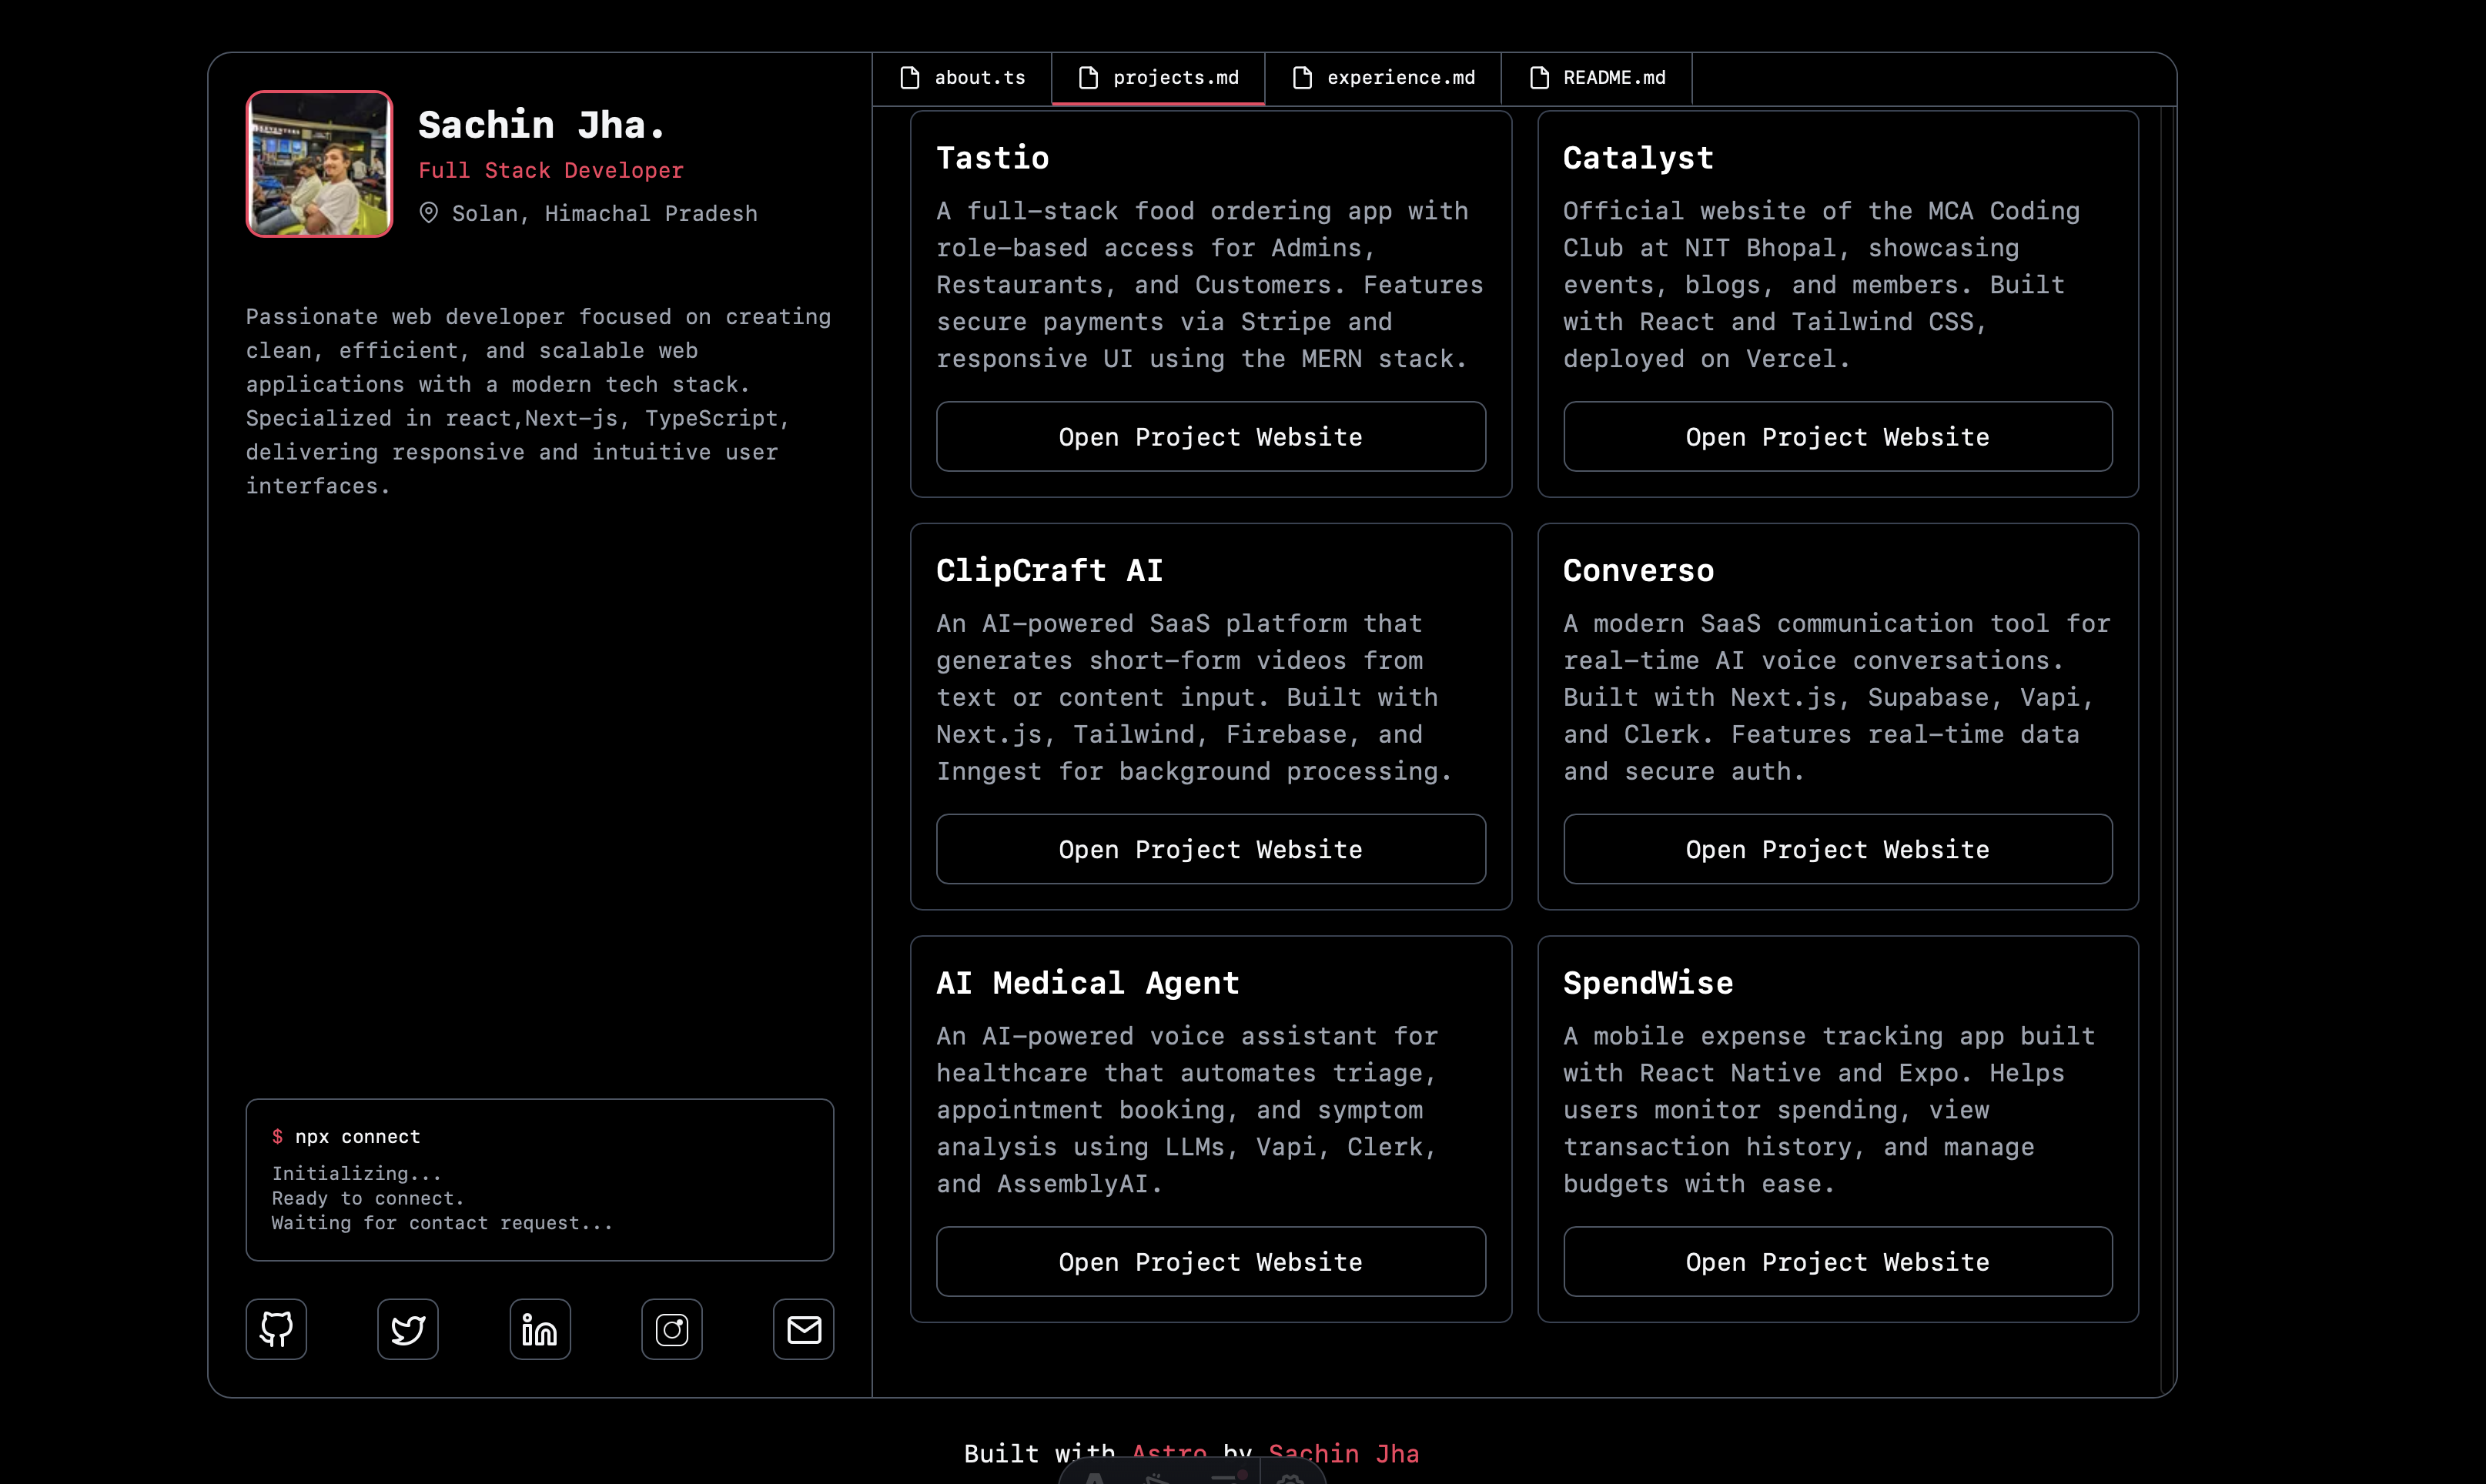 Sachin Jha.
Full Stack Developer
Solan, Himachal Pradesh
Passionate web developer focused on creating
clean, efficient, and scalable web
applications with a modern tech stack.
Specialized in react,Next-js, TypeScript,
delivering responsive and intuitive user
interfaces.
$ npx connect
Initializing...
Ready to connect.
Waiting for contact request...
about.ts
projects.md
experience.md
README.md
Tastio
A full-stack food ordering app with
role-based access for Admins,
Restaurants, and Customers. Features
secure payments via Stripe and
responsive UI using the MERN stack.
Open Project Website
Catalyst
Official website of the MCA Coding
Club at NIT Bhopal, showcasing
events, blogs, and members. Built
with React and Tailwind CSS,
deployed on Vercel.
Open Project Website
ClipCraft AI
An AI-powered SaaS platform that
generates short-form videos from
text or content input. Built with
Next.js, Tailwind, Firebase, and
Inngest for background processing.
Open Project Website
Converso
A modern SaaS communication tool for
real-time AI voice conversations.
Built with Next.js, Supabase, Vapi,
and Clerk. Features real-time data
and secure auth.
Open Project Website
AI Medical Agent
An AI-powered voice assistant for
healthcare that automates triage,
appointment booking, and symptom
analysis using LLMs, Vapi, Clerk,
and AssemblyAI.
Open Project Website
SpendWise
A mobile expense tracking app built
with React Native and Expo. Helps
users monitor spending, view
transaction history, and manage
budgets with ease.
Open Project Website
Built with Astro by Sachin Jha